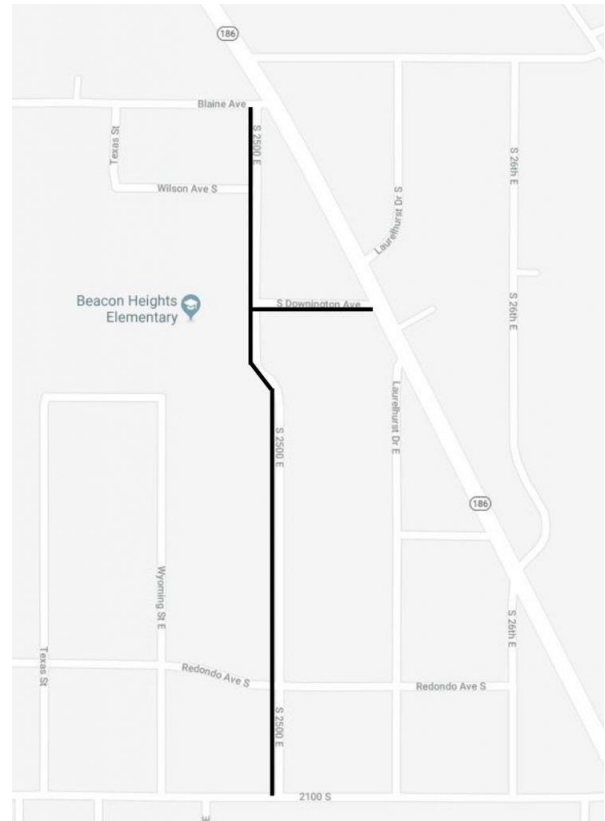 186
Blaine Ave
Texas St
S 2500 E
S 26th E
Wilson Ave S
Laurelhurst Dr S
Beacon Heights
Elementary
S Downington Ave
S 26th E
Laurelhurst Dr E
S 2500 E
186
Wyoming St E
S 26th E
Texas St
Redondo Ave S
Redondo Ave S
S 2500 E
2100 S
E